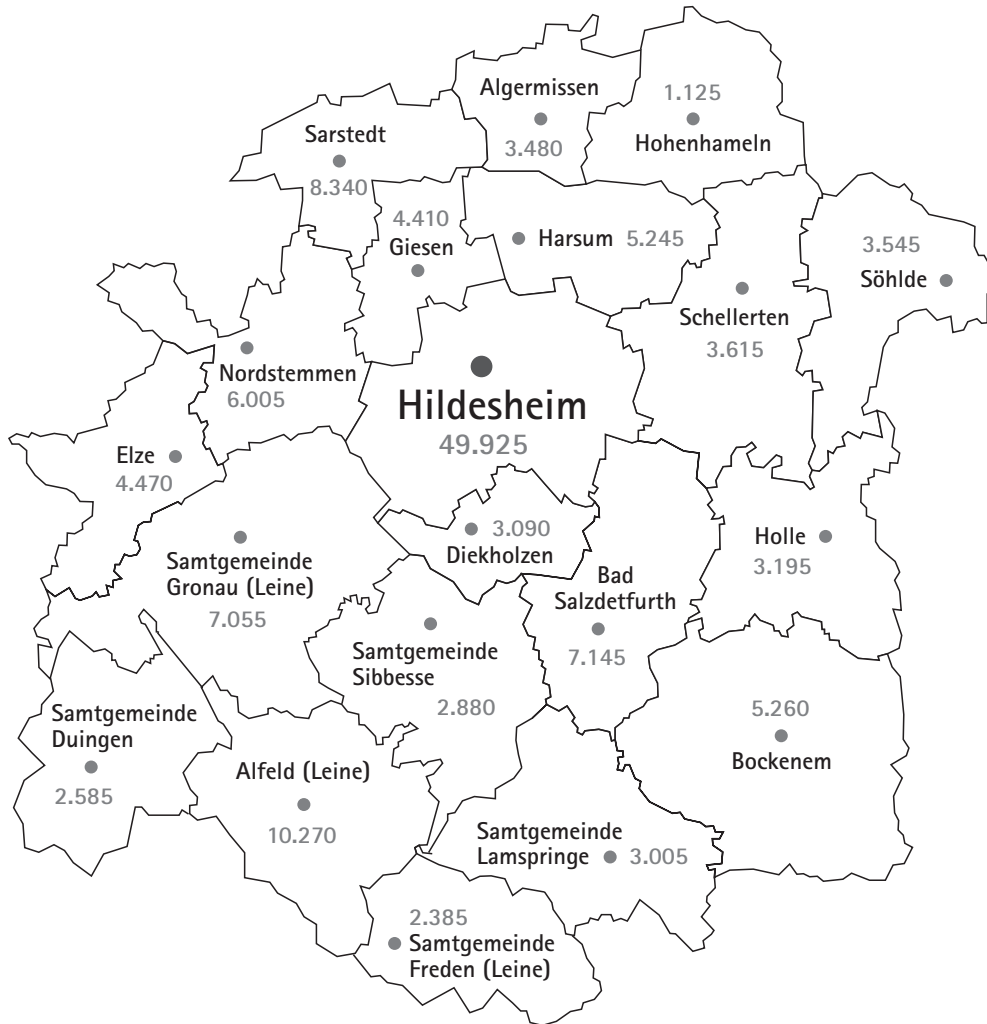 Algermissen
3.480
1.125
Hohenhameln
Sarstedt
8.340
4.410
Giesen
Harsum 5.245
3.545
Söhlde
Schellerten
3.615
Nordstemmen
6.005
Hildesheim
49.925
Elze
4.470
3.090
Diekholzen
Holle
3.195
Samtgemeinde
Gronau (Leine)
7.055
Bad
Salzdetfurth
7.145
Samtgemeinde
Sibbesse
2.880
Samtgemeinde
Duingen
2.585
5.260
Bockenem
Alfeld (Leine)
10.270
Samtgemeinde
Lamspringe 3.005
2.385
Samtgemeinde
Freden (Leine)